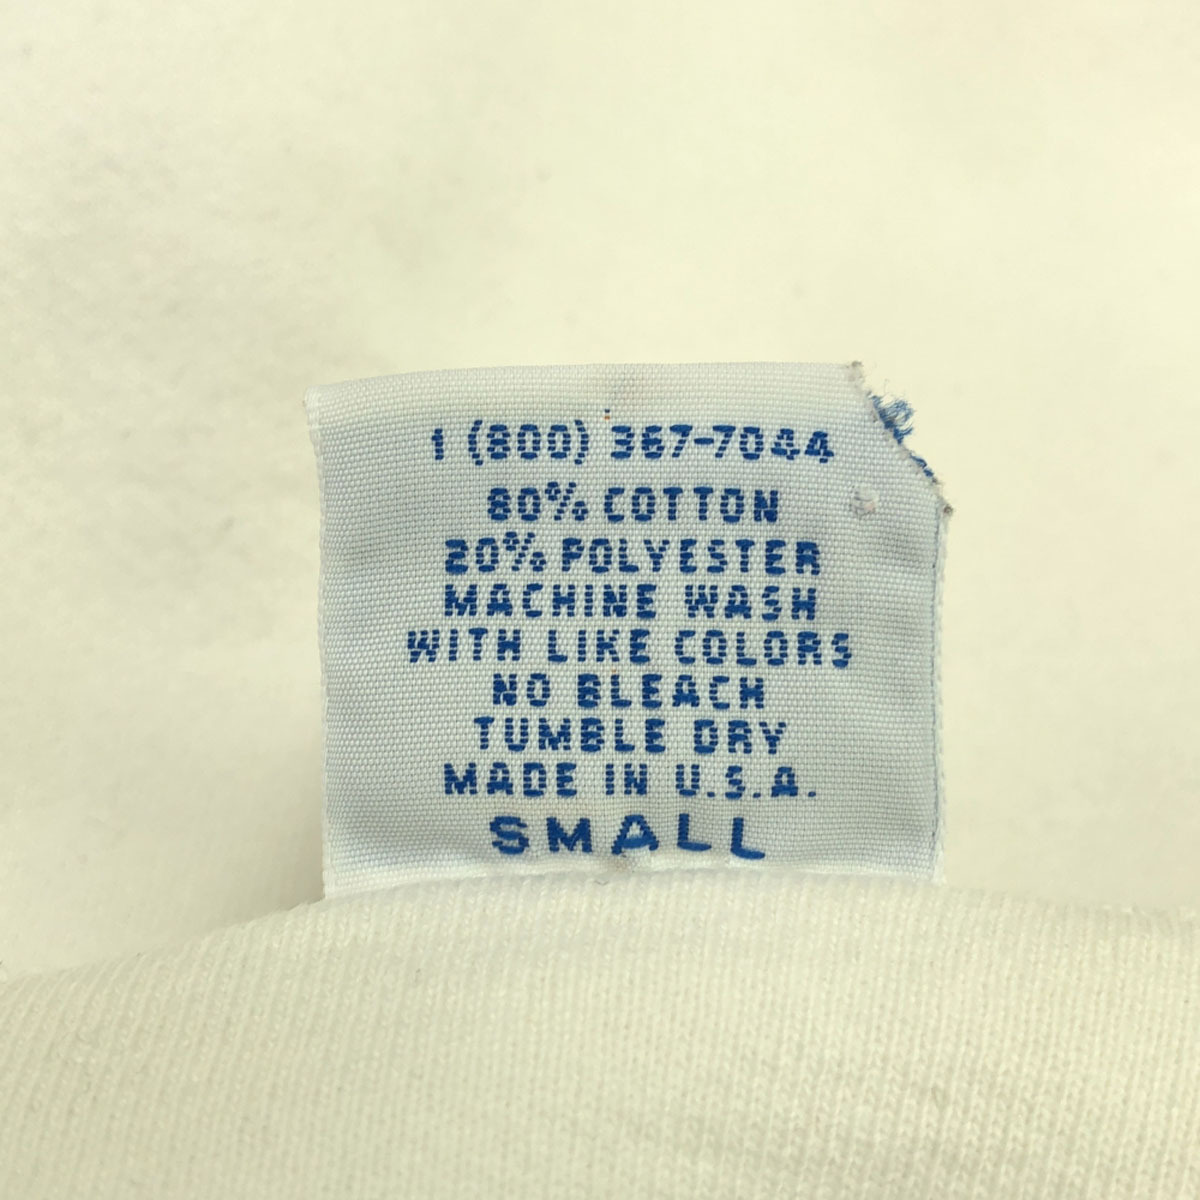 1 (800) 367-7044
80% COTTON
20% POLYESTER
MACHINE WASH
WITH LIKE COLORS
NO BLEACH
TUMBLE DRY
MADE IN U.S.A.
SMALL